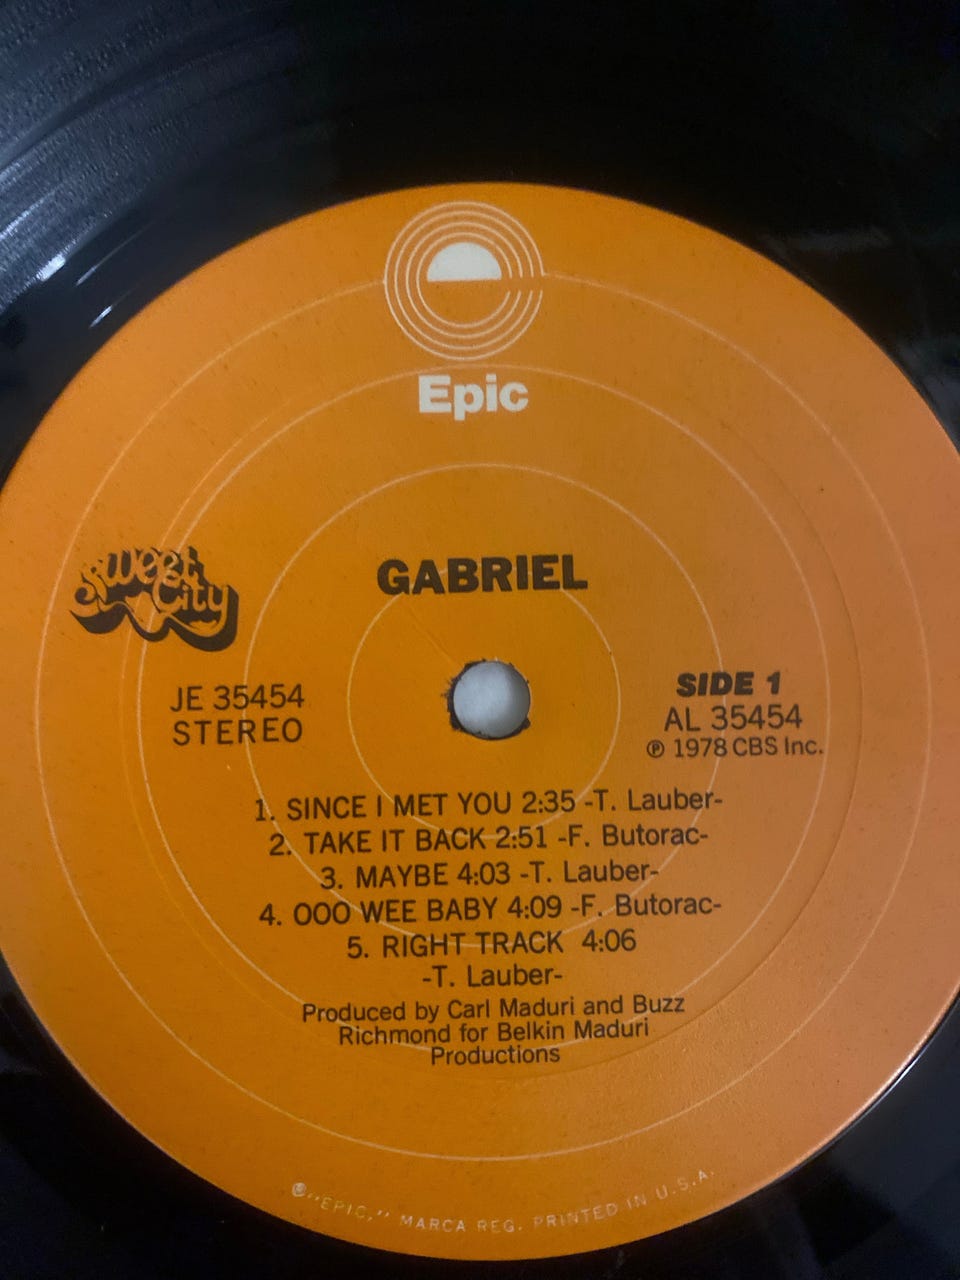 Epic
Sweet City
GABRIEL
JE 35454
STEREO
SIDE 1
AL 35454
℗ 1978 CBS Inc.
1. SINCE I MET YOU 2:35 -T. Lauber-
2. TAKE IT BACK 2:51 -F. Butorac-
3. MAYBE 4:03 -T. Lauber-
4. OOO WEE BABY 4:09 -F. Butorac-
5. RIGHT TRACK 4:06
-T. Lauber-
Produced by Carl Maduri and Buzz
Richmond for Belkin Maduri
Productions
® "EPIC," MARCA REG. PRINTED IN U.S.A.